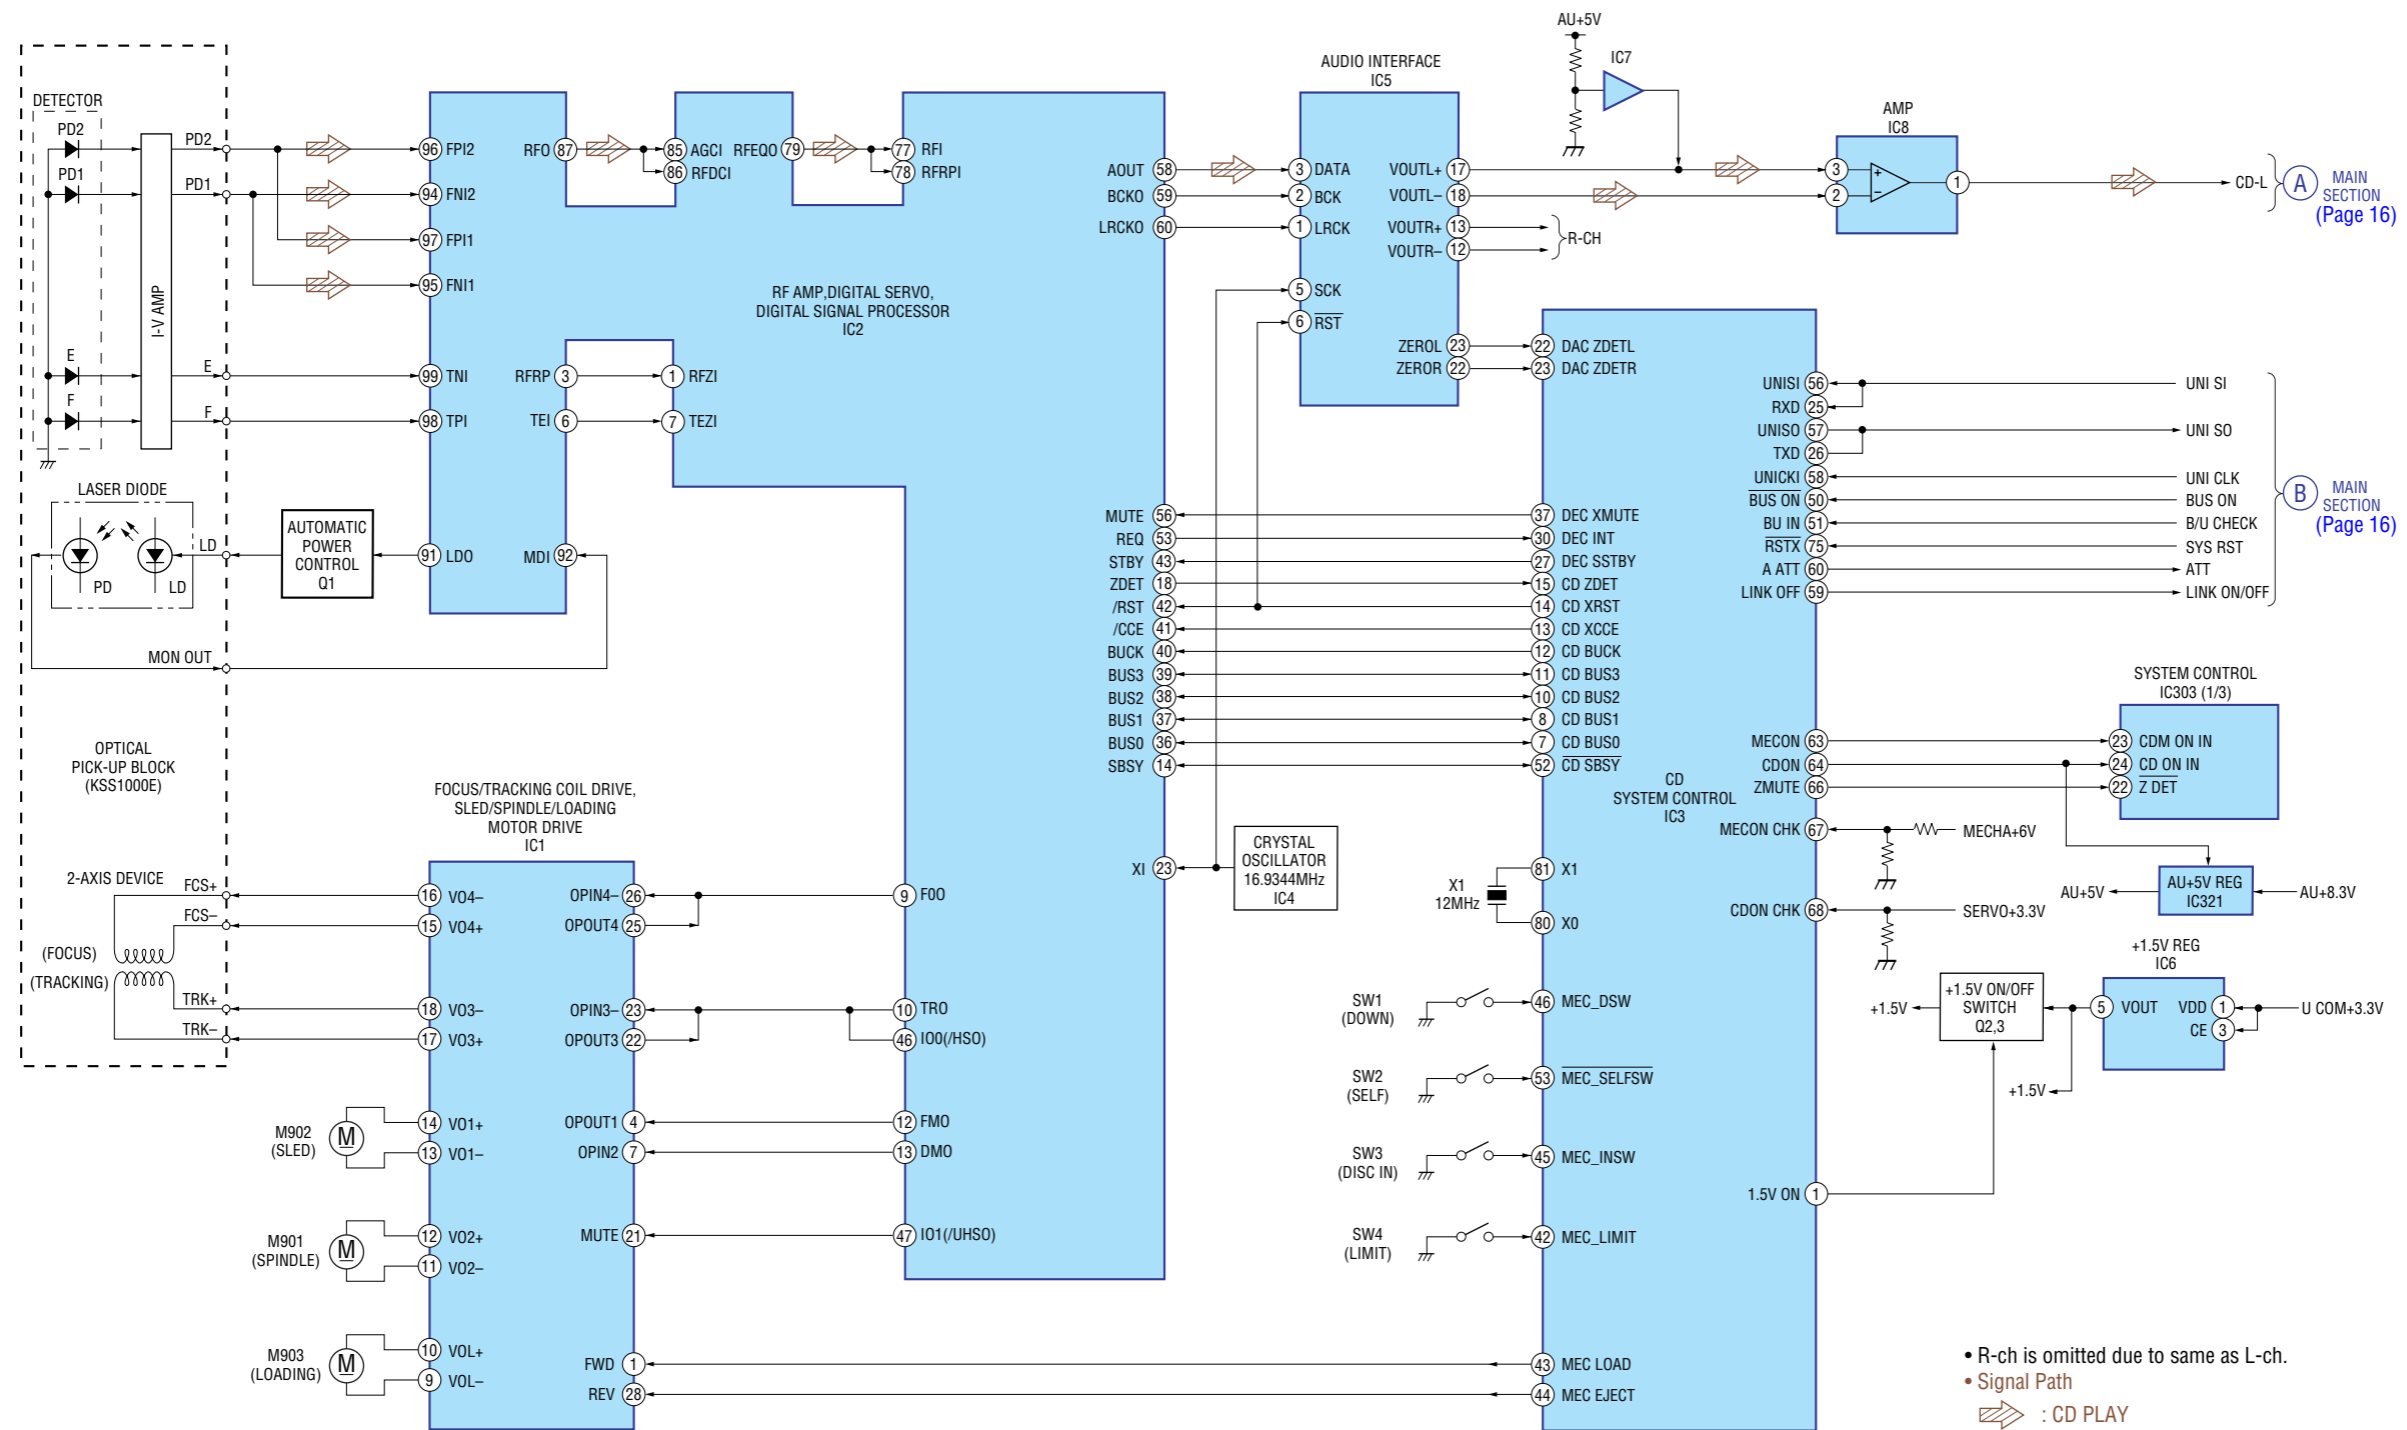 DETECTOR
PD2
PD1
E
F
I-V AMP
PD2
PD1
E
F
LASER DIODE
PD
LD
LD
MON OUT
AUTOMATIC
POWER
CONTROL
Q1
OPTICAL
PICK-UP BLOCK
(KSS1000E)
2-AXIS DEVICE
FCS+
FCS–
(FOCUS)
(TRACKING)
TRK+
TRK–
M902
(SLED)
M
M901
(SPINDLE)
M
M903
(LOADING)
M
FOCUS/TRACKING COIL DRIVE,
SLED/SPINDLE/LOADING
MOTOR DRIVE
IC1
16 VO4–
15 VO4+
18 VO3–
17 VO3+
14 VO1+
13 VO1–
12 VO2+
11 VO2–
10 VOL+
9 VOL–
OPIN4– 26
OPOUT4 25
OPIN3– 23
OPOUT3 22
OPOUT1 4
OPIN2 7
MUTE 21
FWD 1
REV 28
96 FPI2
94 FNI2
97 FPI1
95 FNI1
99 TNI
98 TPI
91 LDO
RFO 87
85 AGCI
86 RFDCI
RFEQO 79
77 RFI
78 RFRPI
RFRP 3
1 RFZI
TEI 6
7 TEZI
MDI 92
RF AMP,DIGITAL SERVO,
DIGITAL SIGNAL PROCESSOR
IC2
9 F0O
10 TRO
46 IO0(/HSO)
12 FMO
13 DMO
47 IO1(/UHSO)
AOUT 58
BCKO 59
LRCKO 60
MUTE 56
REQ 53
STBY 43
ZDET 18
/RST 42
/CCE 41
BUCK 40
BUS3 39
BUS2 38
BUS1 37
BUS0 36
SBSY 14
XI 23
AUDIO INTERFACE
IC5
3 DATA
2 BCK
1 LRCK
5 SCK
6 RST
VOUTL+ 17
VOUTL– 18
VOUTR+ 13
VOUTR– 12
R-CH
ZEROL 23
ZEROR 22
AU+5V
IC7
AMP
IC8
3
2
+
–
1
CD-L
A
MAIN
SECTION
(Page 16)
CRYSTAL
OSCILLATOR
16.9344MHz
IC4
X1
12MHz
SW1
(DOWN)
SW2
(SELF)
SW3
(DISC IN)
SW4
(LIMIT)
22 DAC ZDETL
23 DAC ZDETR
37 DEC XMUTE
30 DEC INT
27 DEC SSTBY
15 CD ZDET
14 CD XRST
13 CD XCCE
12 CD BUCK
11 CD BUS3
10 CD BUS2
8 CD BUS1
7 CD BUS0
52 CD SBSY
81 X1
80 X0
46 MEC_DSW
53 MEC_SELFSW
45 MEC_INSW
42 MEC_LIMIT
43 MEC LOAD
44 MEC EJECT
CD
SYSTEM CONTROL
IC3
UNISI 56
RXD 25
UNISO 57
TXD 26
UNICKI 58
BUS ON 50
BU IN 51
RSTX 75
A ATT 60
LINK OFF 59
UNI SI
UNI SO
UNI CLK
BUS ON
B/U CHECK
SYS RST
ATT
LINK ON/OFF
B
MAIN
SECTION
(Page 16)
MECON 63
CDON 64
ZMUTE 66
MECON CHK 67
CDON CHK 68
1.5V ON 1
SYSTEM CONTROL
IC303 (1/3)
23 CDM ON IN
24 CD ON IN
22 Z DET
MECHA+6V
SERVO+3.3V
AU+5V
AU+5V REG
IC321
AU+8.3V
+1.5V REG
IC6
5 VOUT
VDD 1
CE 3
U COM+3.3V
+1.5V ON/OFF
SWITCH
Q2,3
+1.5V
+1.5V
• R-ch is omitted due to same as L-ch.
• Signal Path
: CD PLAY